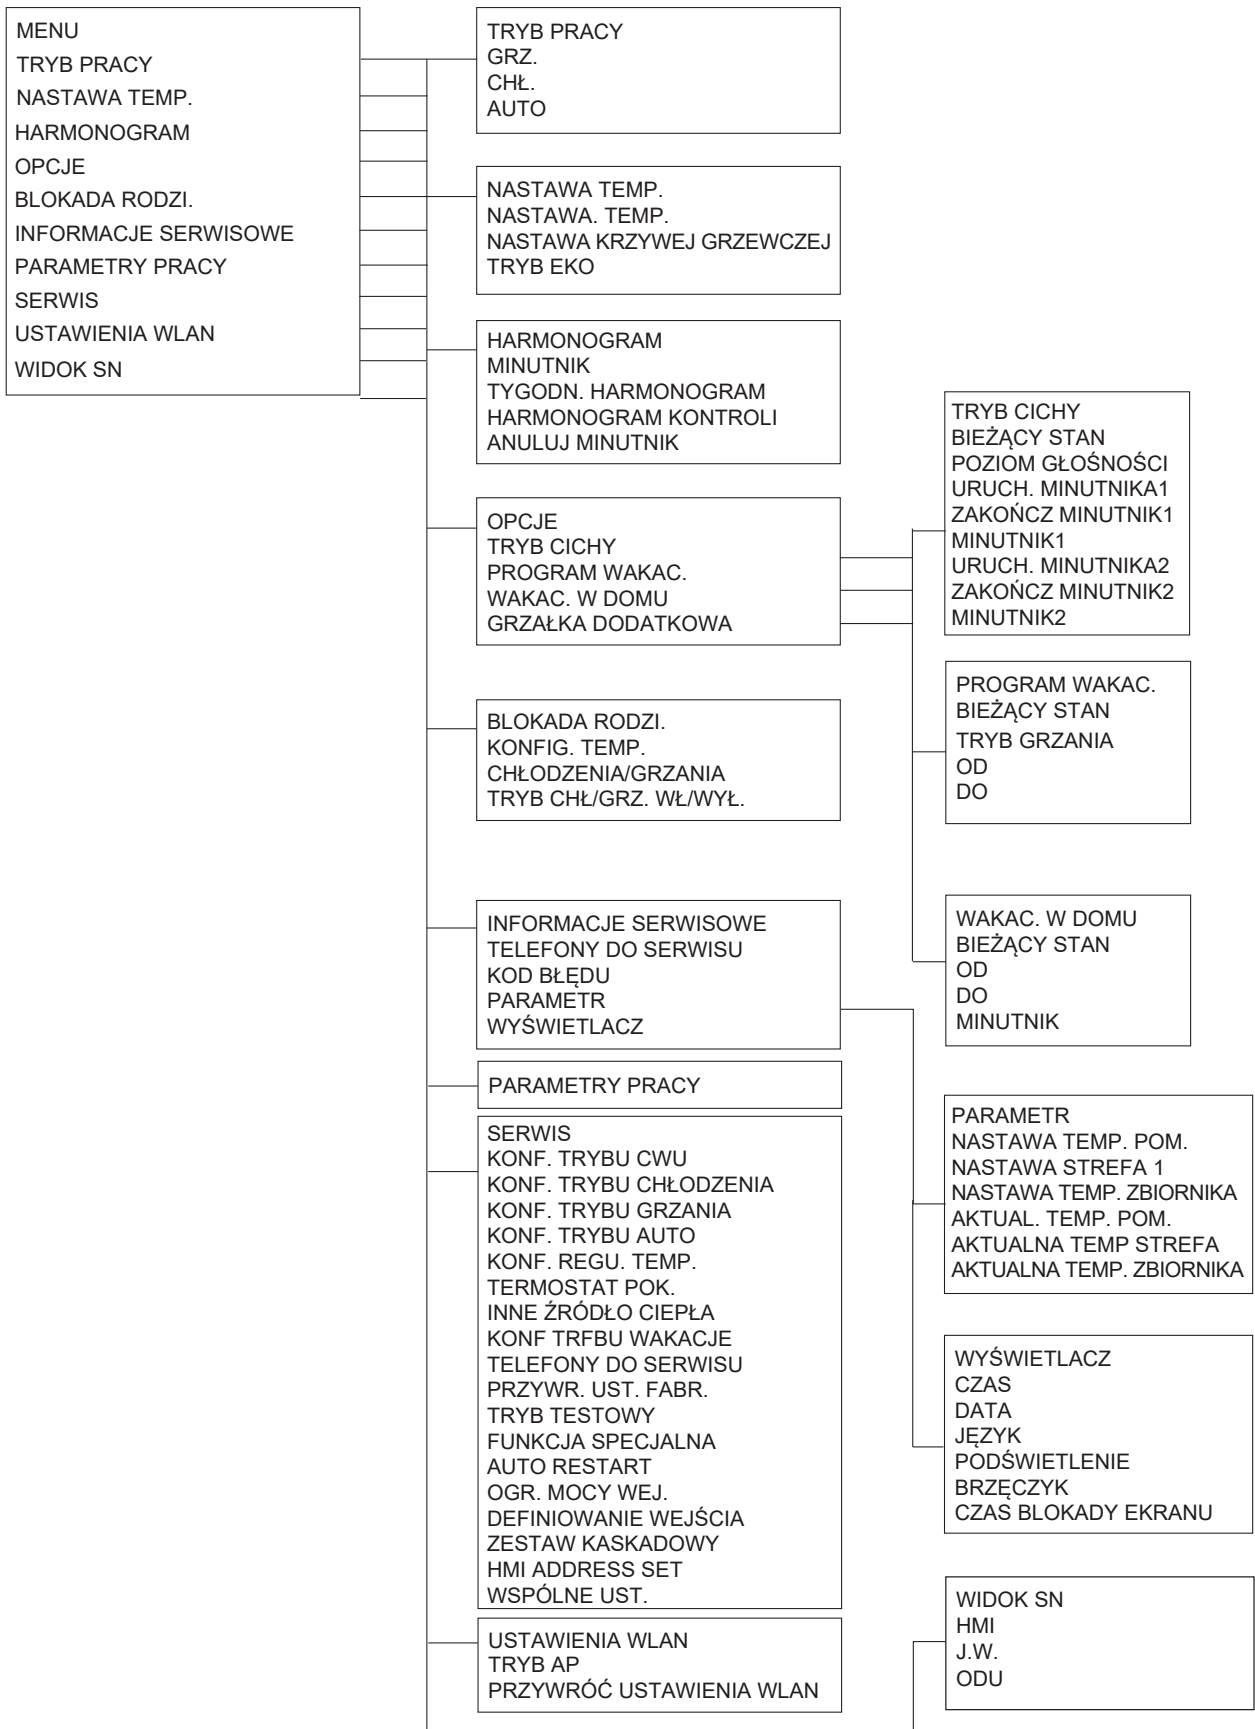 MENU
TRYB PRACY
NASTAWA TEMP.
HARMONOGRAM
OPCJE
BLOKADA RODZI.
INFORMACJE SERWISOWE
PARAMETRY PRACY
SERWIS
USTAWIENIA WLAN
WIDOK SN
TRYB PRACY
GRZ.
CHŁ.
AUTO
NASTAWA TEMP.
NASTAWA. TEMP.
NASTAWA KRZYWEJ GRZEWCZEJ
TRYB EKO
HARMONOGRAM
MINUTNIK
TYGODN. HARMONOGRAM
HARMONOGRAM KONTROLI
ANULUJ MINUTNIK
OPCJE
TRYB CICHY
PROGRAM WAKAC.
WAKAC. W DOMU
GRZAŁKA DODATKOWA
BLOKADA RODZI.
KONFIG. TEMP.
CHŁODZENIA/GRZANIA
TRYB CHŁ/GRZ. WŁ/WYŁ.
INFORMACJE SERWISOWE
TELEFONY DO SERWISU
KOD BŁĘDU
PARAMETR
WYŚWIETLACZ
PARAMETRY PRACY
SERWIS
KONF. TRYBU CWU
KONF. TRYBU CHŁODZENIA
KONF. TRYBU GRZANIA
KONF. TRYBU AUTO
KONF. REGU. TEMP.
TERMOSTAT POK.
INNE ŹRÓDŁO CIEPŁA
KONF TRFBU WAKACJE
TELEFONY DO SERWISU
PRZYWR. UST. FABR.
TRYB TESTOWY
FUNKCJA SPECJALNA
AUTO RESTART
OGR. MOCY WEJ.
DEFINIOWANIE WEJŚCIA
ZESTAW KASKADOWY
HMI ADDRESS SET
WSPÓLNE UST.
USTAWIENIA WLAN
TRYB AP
PRZYWRÓĆ USTAWIENIA WLAN
TRYB CICHY
BIEŻĄCY STAN
POZIOM GŁOŚNOŚCI
URUCH. MINUTNIKA1
ZAKOŃCZ MINUTNIK1
MINUTNIK1
URUCH. MINUTNIKA2
ZAKOŃCZ MINUTNIK2
MINUTNIK2
PROGRAM WAKAC.
BIEŻĄCY STAN
TRYB GRZANIA
OD
DO
WAKAC. W DOMU
BIEŻĄCY STAN
OD
DO
MINUTNIK
PARAMETR
NASTAWA TEMP. POM.
NASTAWA STREFA 1
NASTAWA TEMP. ZBIORNIKA
AKTUAL. TEMP. POM.
AKTUALNA TEMP STREFA
AKTUALNA TEMP. ZBIORNIKA
WYŚWIETLACZ
CZAS
DATA
JĘZYK
PODŚWIETLENIE
BRZĘCZYK
CZAS BLOKADY EKRANU
WIDOK SN
HMI
J.W.
ODU